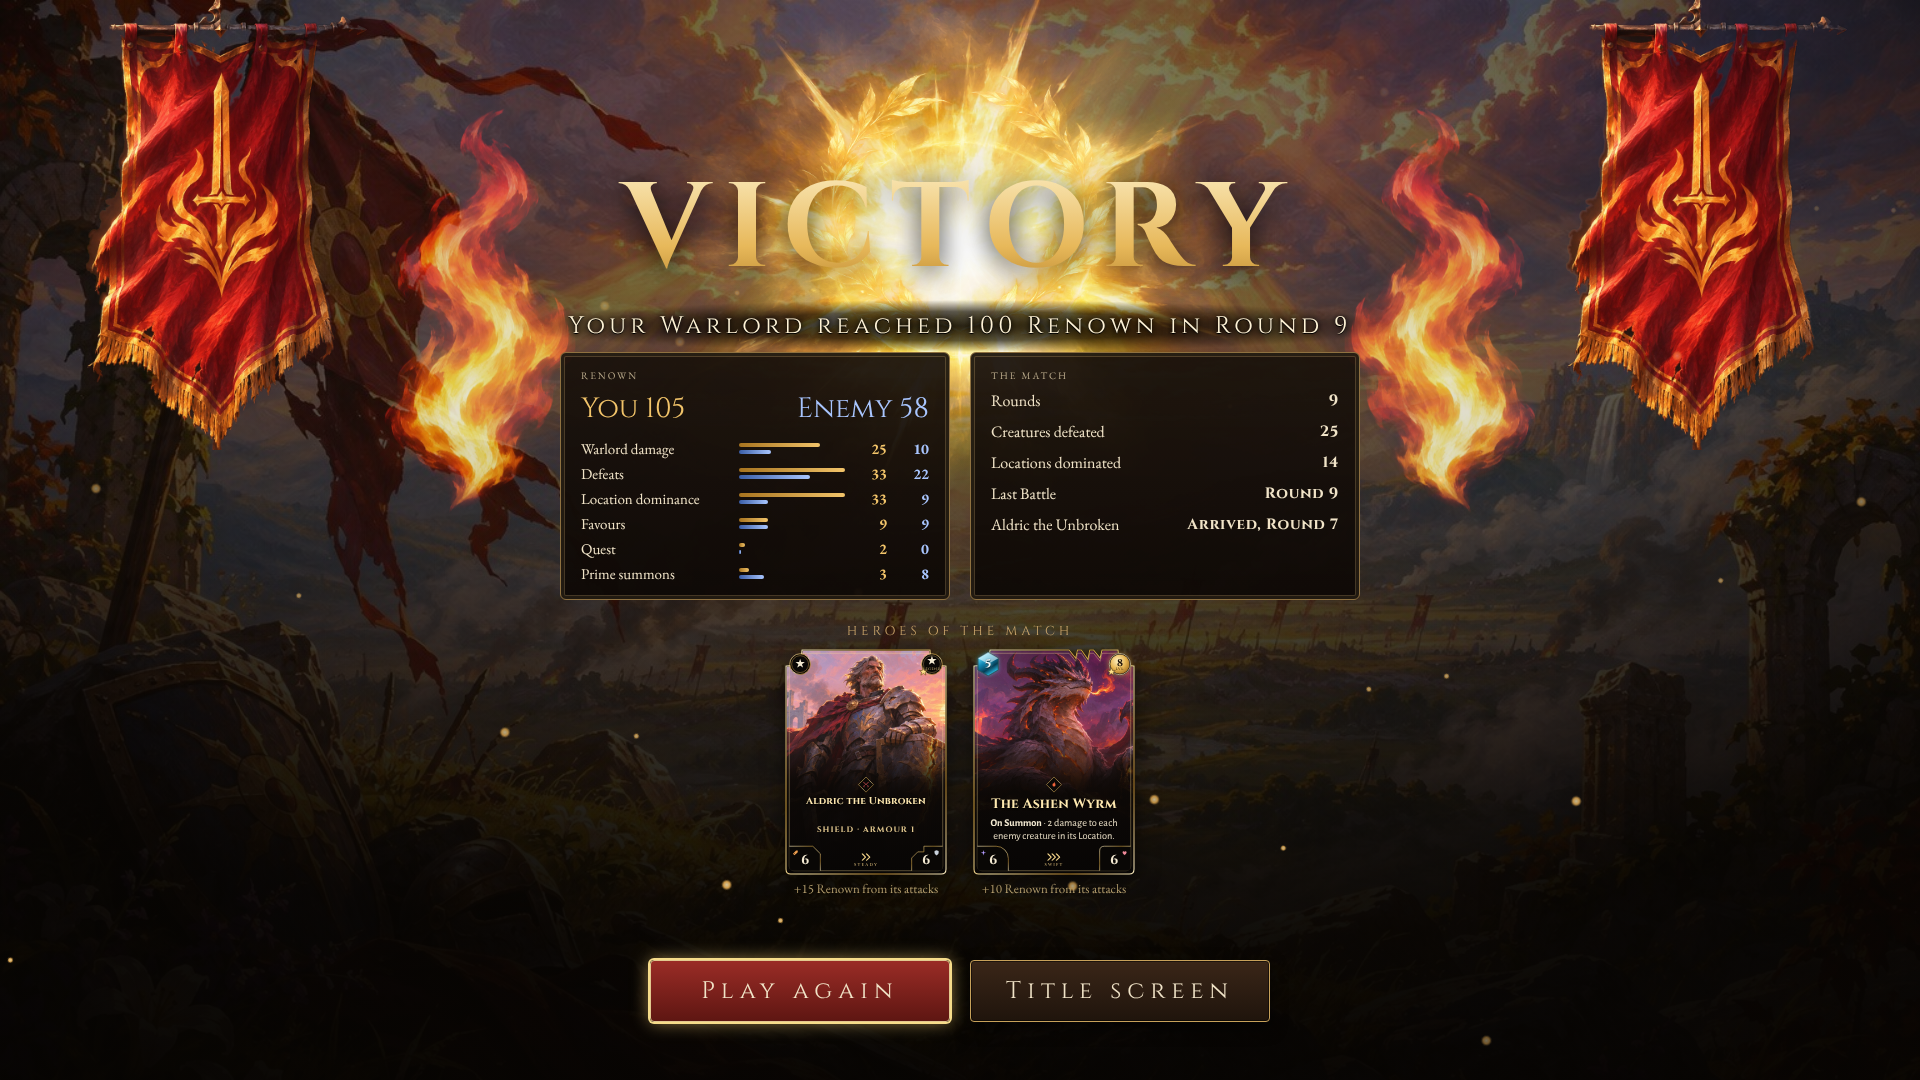 VICTORY
Your Warlord reached 100 Renown in Round 9
RENOWN
You 105 Enemy 58
Warlord damage 25 10
Defeats 33 22
Location dominance 33 9
Favours 9 9
Quest 2 0
Prime summons 3 8
THE MATCH
Rounds 9
Creatures defeated 25
Locations dominated 14
Last Battle Round 9
Aldric the Unbroken Arrived, Round 7
HEROES OF THE MATCH
Aldric the Unbroken
SHIELD · ARMOUR 1
6 STEADY 6
+15 Renown from its attacks
5 8
The Ashen Wyrm
On Summon · 2 damage to each
enemy creature in its Location.
6 SWIFT 6
+10 Renown from its attacks
Play again
Title screen